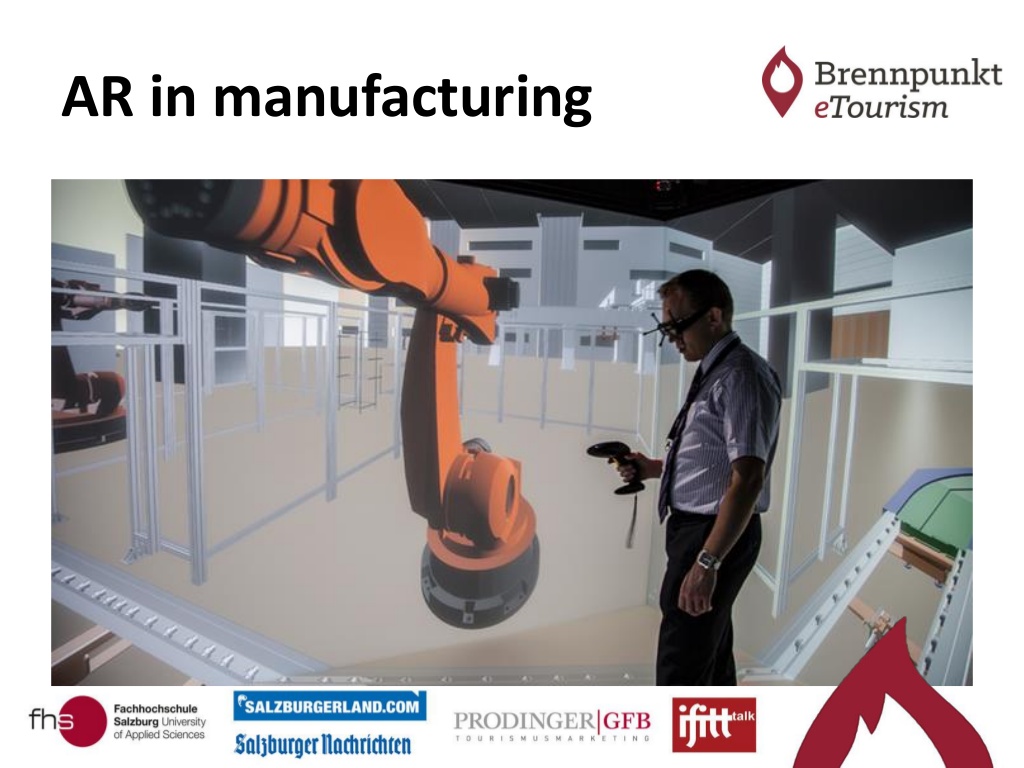 AR in manufacturing
Brennpunkt
eTourism
fhs
Fachhochschule
Salzburg University
of Applied Sciences
SALZBURGERLAND.COM
Salzburger Nachrichten
PRODINGER|GFB
TOURISMUSMARKETING
ifitt talk